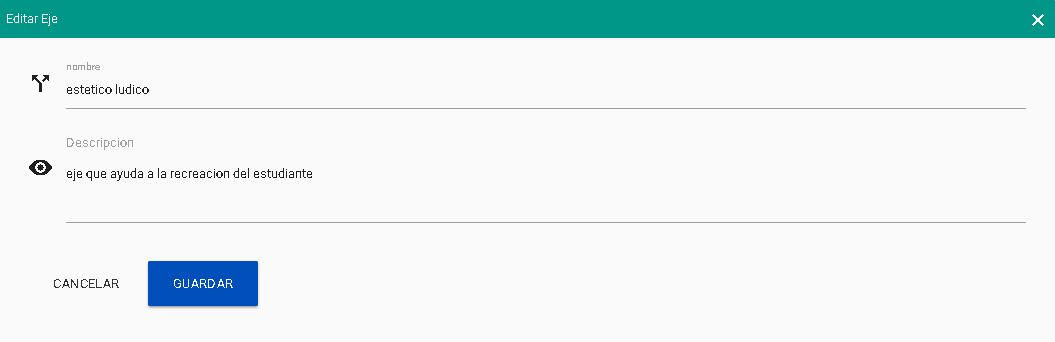 Editar Eje
nombre
estetico ludico
Descripcion
eje que ayuda a la recreacion del estudiante
CANCELAR GUARDAR